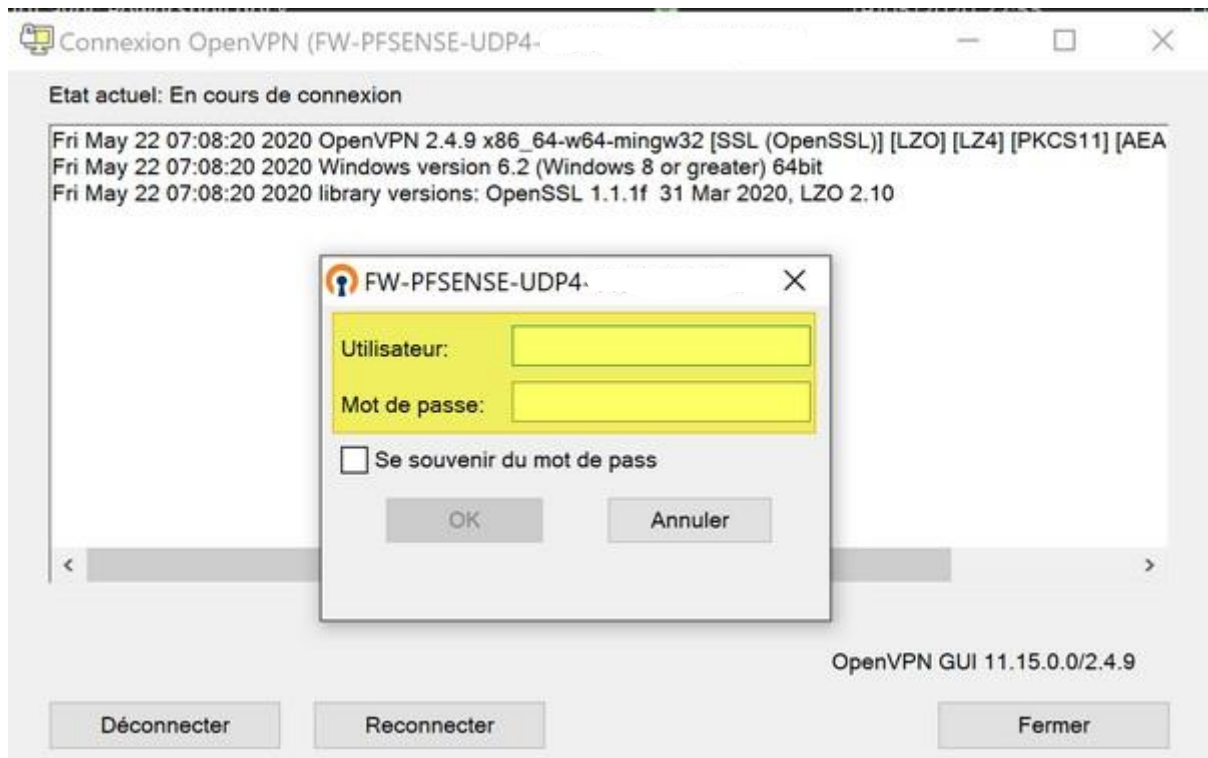 Connexion OpenVPN (FW-PFSENSE-UDP4-
Etat actuel: En cours de connexion
Fri May 22 07:08:20 2020 OpenVPN 2.4.9 x86_64-w64-mingw32 [SSL (OpenSSL)] [LZO] [LZ4] [PKCS11] [AEA
Fri May 22 07:08:20 2020 Windows version 6.2 (Windows 8 or greater) 64bit
Fri May 22 07:08:20 2020 library versions: OpenSSL 1.1.1f 31 Mar 2020, LZO 2.10
FW-PFSENSE-UDP4-
Utilisateur:
Mot de passe:
Se souvenir du mot de pass
OK Annuler
OpenVPN GUI 11.15.0.0/2.4.9
Déconnecter Reconnecter Fermer